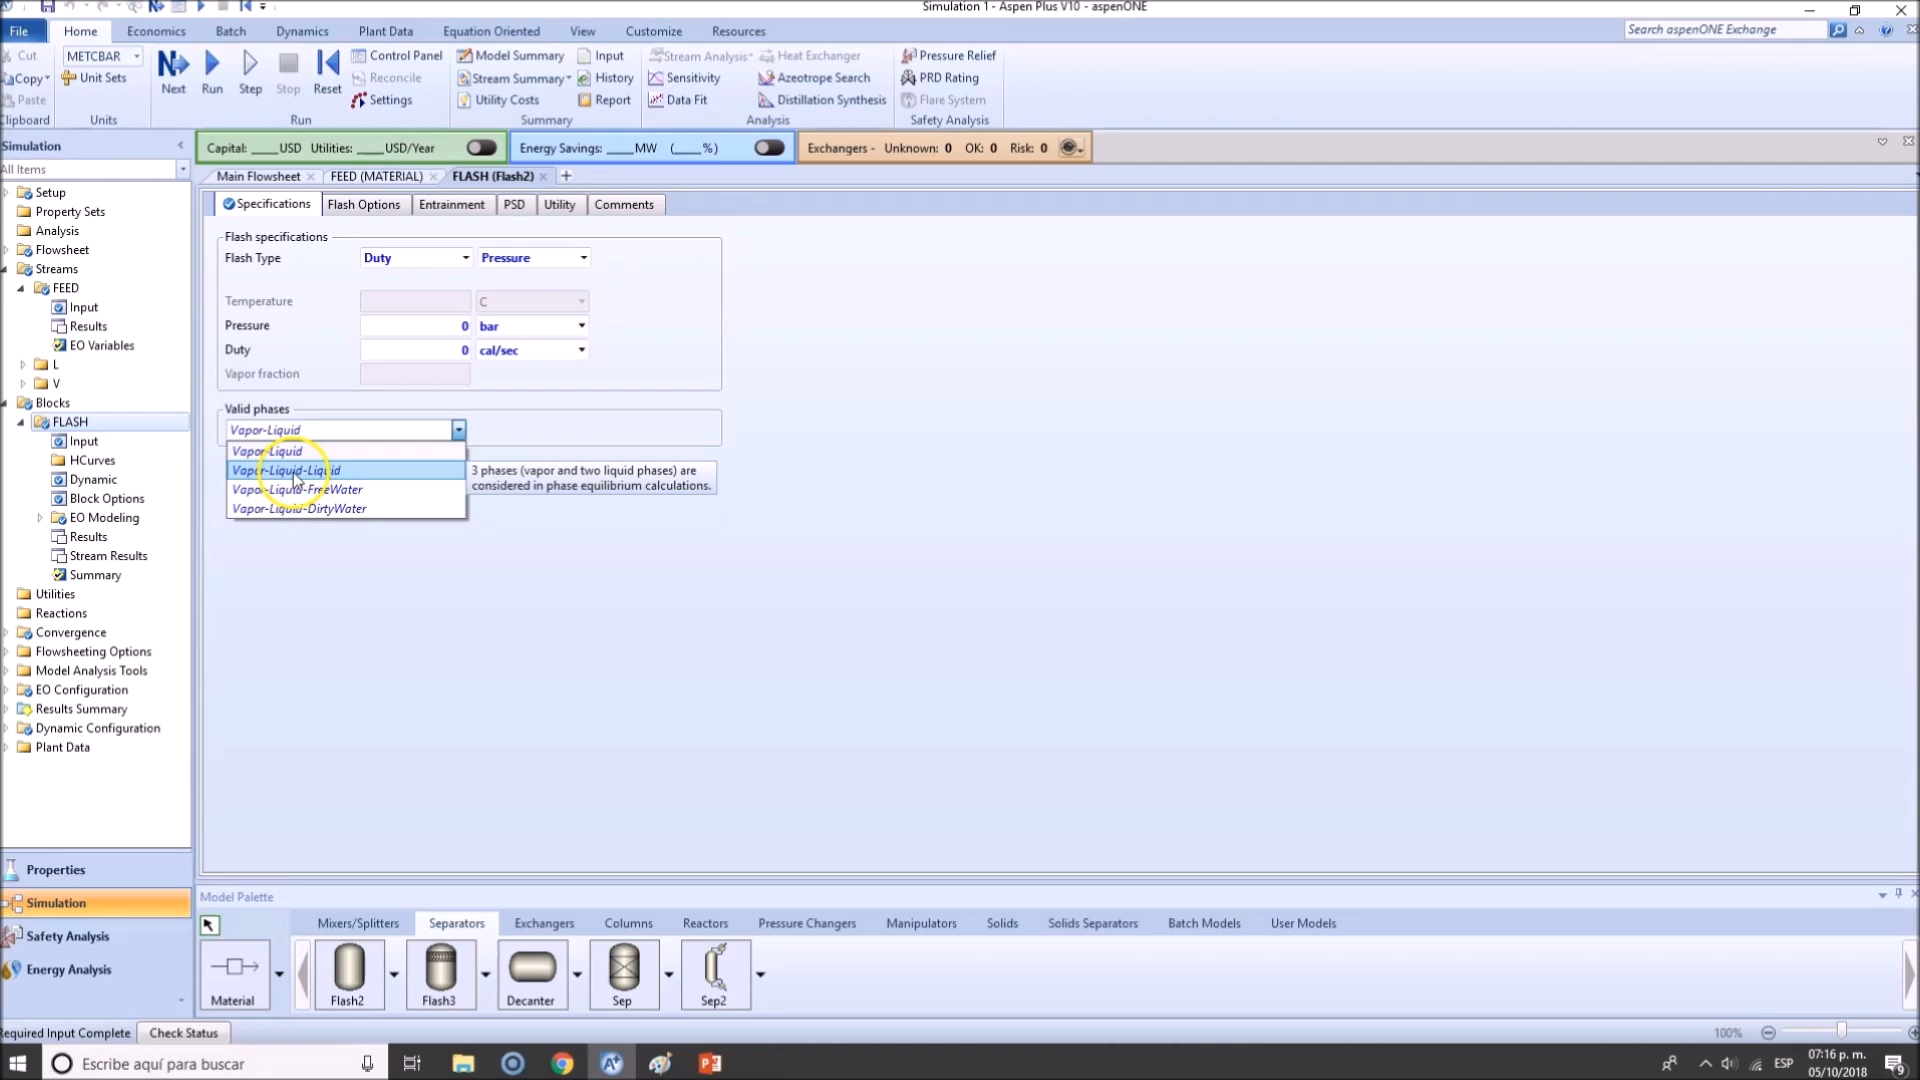 Simulation 1 - Aspen Plus V10 - aspenONE
File Home Economics Batch Dynamics Plant Data Equation Oriented View Customize Resources Search aspenONE Exchange
Cut METCBAR Control Panel Model Summary Input Stream Analysis Heat Exchanger Pressure Relief
Copy Unit Sets Next Run Step Stop Reset Reconcile Stream Summary History Sensitivity Azeotrope Search PRD Rating
Paste Settings Utility Costs Report Data Fit Distillation Synthesis Flare System
Clipboard Units Run Summary Analysis Safety Analysis
Simulation
Capital: ____USD Utilities: ____USD/Year Energy Savings: ____MW (____%) Exchangers - Unknown: 0 OK: 0 Risk: 0
All Items
Main Flowsheet FEED (MATERIAL) FLASH (Flash2)
Setup
Property Sets
Analysis
Flowsheet
Streams
FEED
Input
Results
EO Variables
L
V
Blocks
FLASH
Input
HCurves
Dynamic
Block Options
EO Modeling
Results
Stream Results
Summary
Utilities
Reactions
Convergence
Flowsheeting Options
Model Analysis Tools
EO Configuration
Results Summary
Dynamic Configuration
Plant Data
Properties
Simulation
Safety Analysis
Energy Analysis
Specifications Flash Options Entrainment PSD Utility Comments
Flash specifications
Flash Type Duty Pressure
Temperature C
Pressure 0 bar
Duty 0 cal/sec
Vapor fraction
Valid phases
Vapor-Liquid
Vapor-Liquid
Vapor-Liquid-Liquid
Vapor-Liquid-FreeWater
Vapor-Liquid-DirtyWater
3 phases (vapor and two liquid phases) are
considered in phase equilibrium calculations.
Model Palette
Mixers/Splitters Separators Exchangers Columns Reactors Pressure Changers Manipulators Solids Solids Separators Batch Models User Models
Material Flash2 Flash3 Decanter Sep Sep2
Required Input Complete Check Status 100%
Escribe aquí para buscar ESP 07:16 p. m.
05/10/2018 9